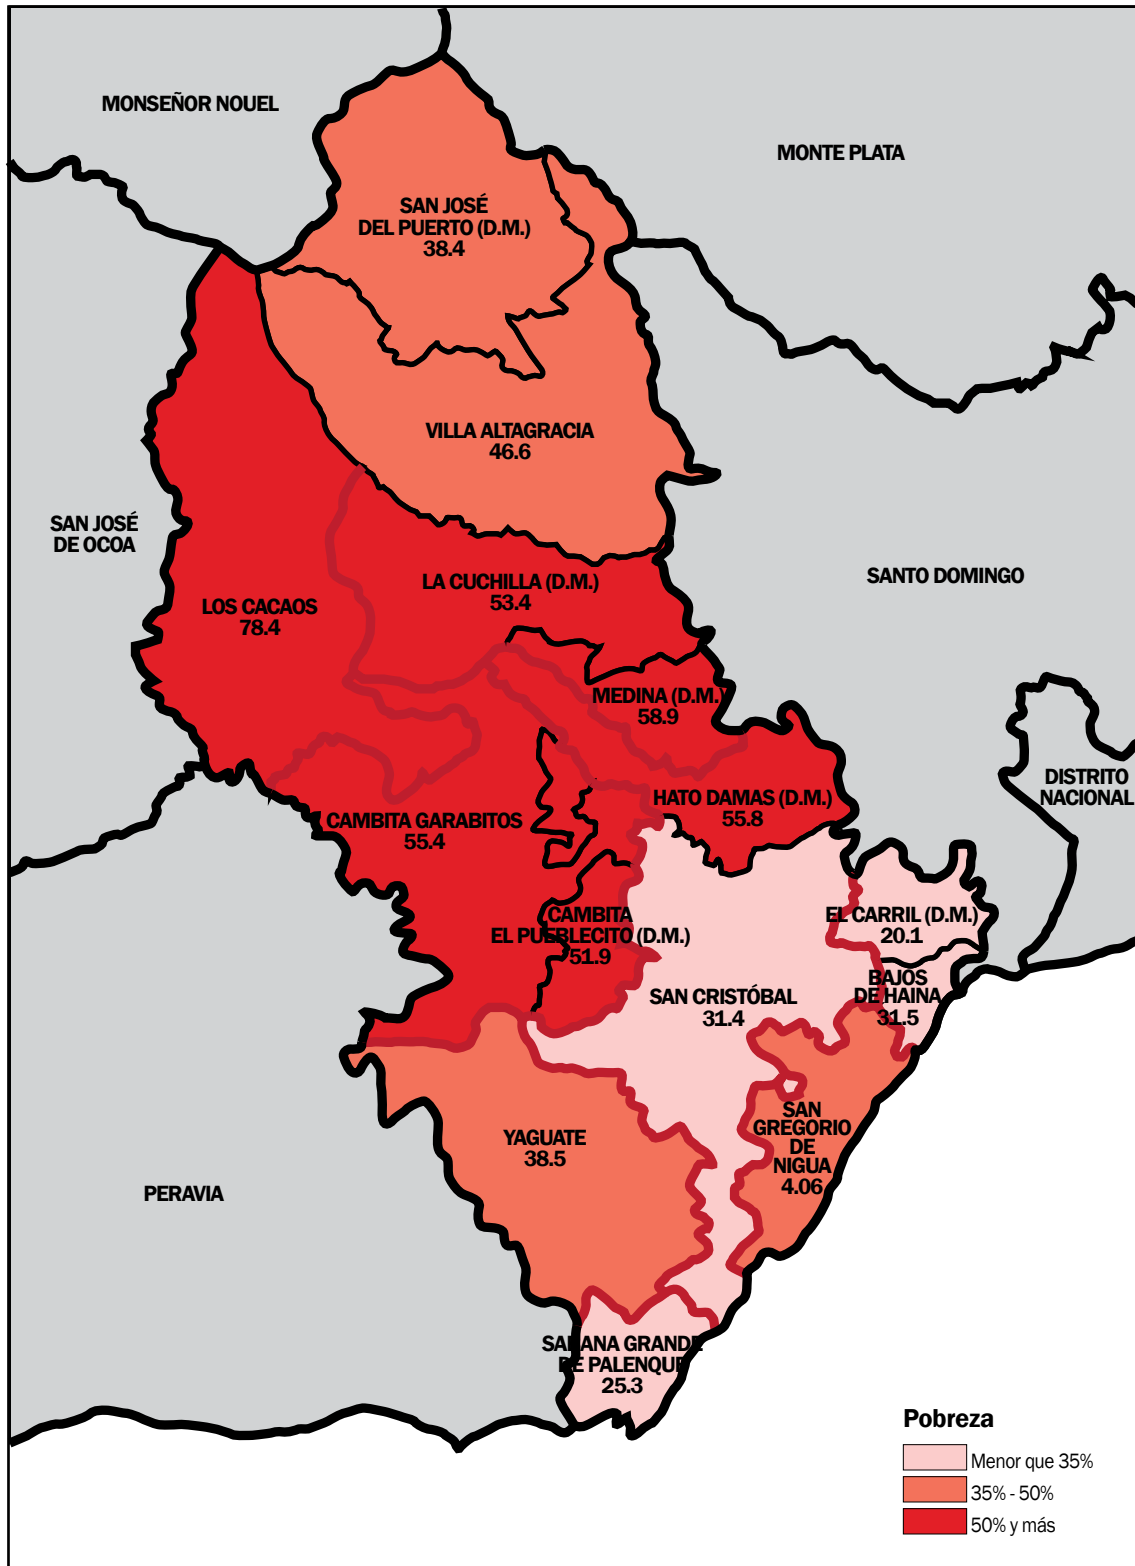 MONSEÑOR NOUEL
MONTE PLATA
SAN JOSÉ
DEL PUERTO (D.M.)
38.4
VILLA ALTAGRACIA
46.6
SAN JOSÉ
DE OCOA
LA CUCHILLA (D.M.)
53.4
SANTO DOMINGO
LOS CACAOS
78.4
MEDINA (D.M.)
58.9
DISTRITO
NACIONAL
HATO DAMAS (D.M.)
55.8
CAMBITA GARABITOS
55.4
CAMBITA
EL PUEBLECITO (D.M.)
51.9
EL CARRIL (D.M.)
20.1
BAJOS
DE HAINA
31.5
SAN CRISTÓBAL
31.4
SAN
GREGORIO
DE
NIGUA
4.06
YAGUATE
38.5
PERAVIA
SABANA GRANDE
DE PALENQUE
25.3
Pobreza
Menor que 35%
35% - 50%
50% y más